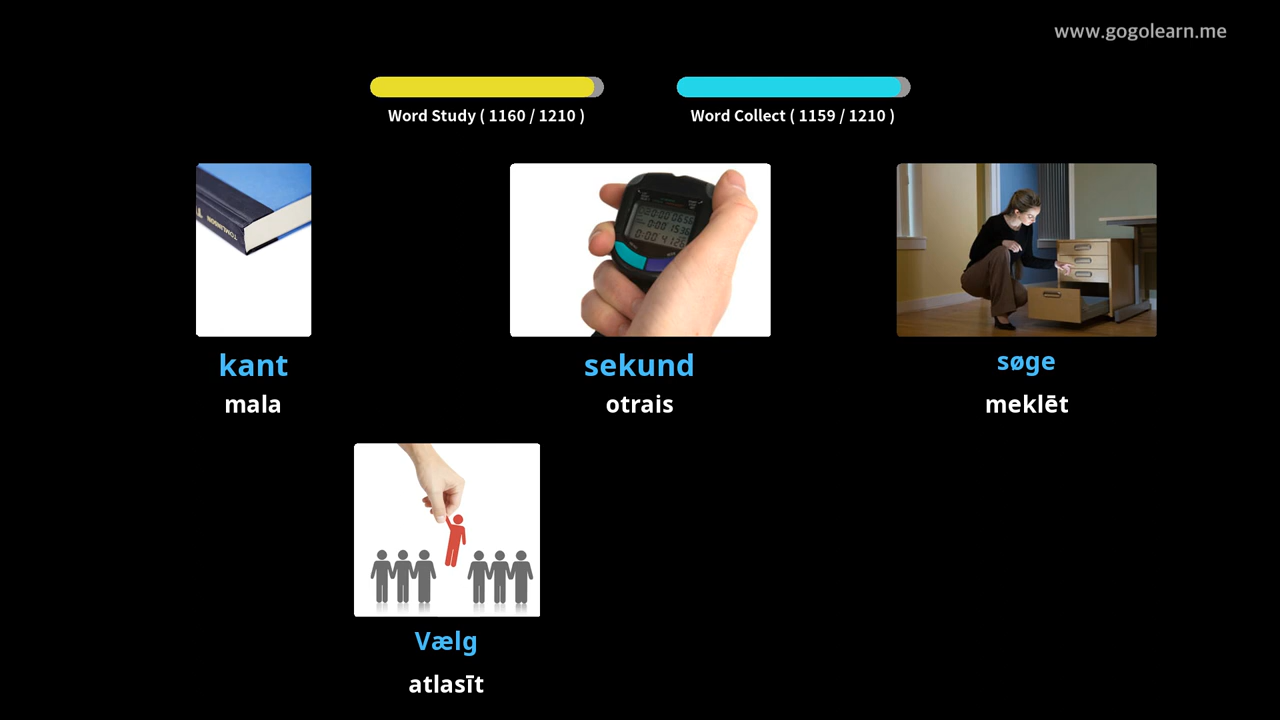 www.gogolearn.me
Word Study ( 1160 / 1210 )
Word Collect ( 1159 / 1210 )
TOMLINSON
kant
mala
sekund
otrais
søge
meklēt
Vælg
atlasīt